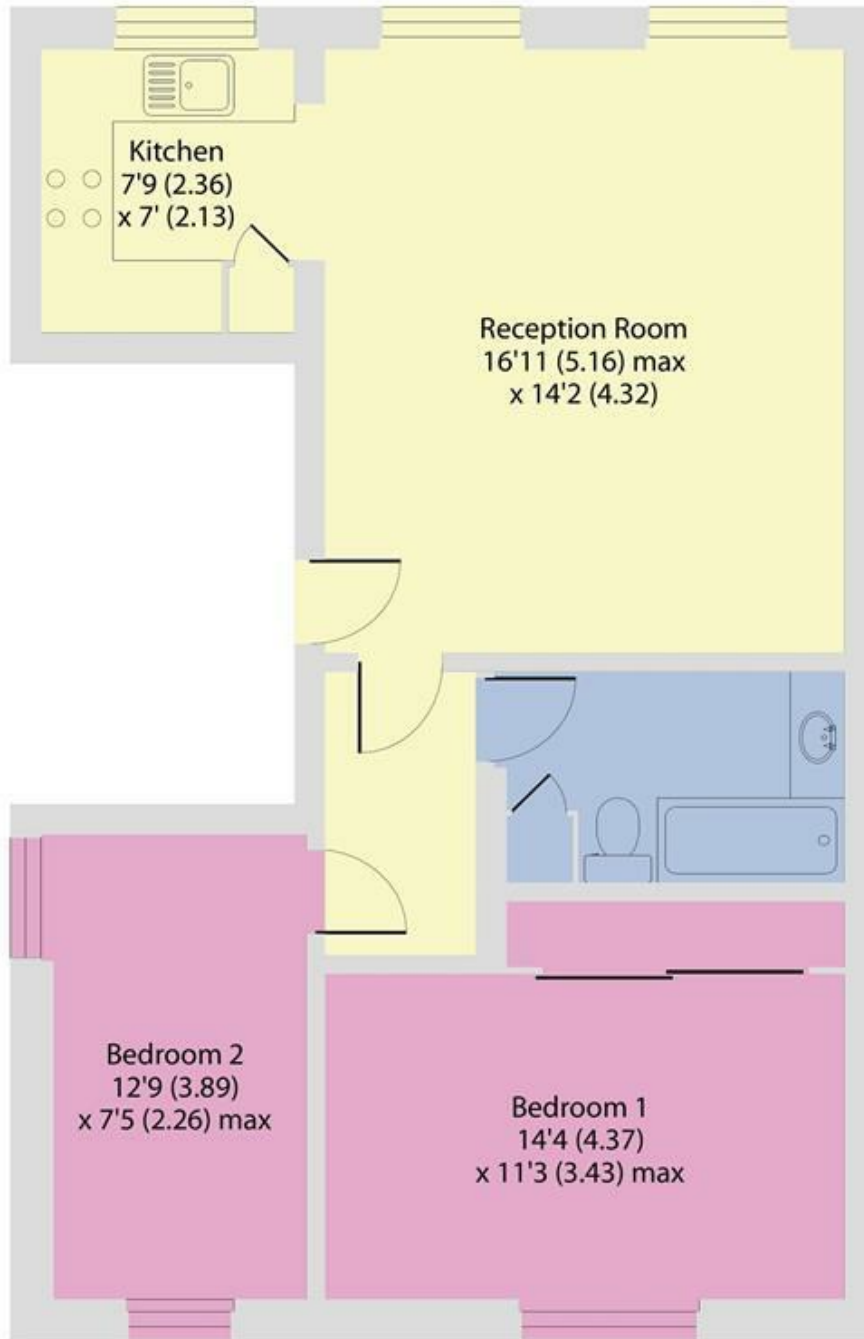 Kitchen
7'9 (2.36)
x 7' (2.13)
Reception Room
16'11 (5.16) max
x 14'2 (4.32)
Bedroom 2
12'9 (3.89)
x 7'5 (2.26) max
Bedroom 1
14'4 (4.37)
x 11'3 (3.43) max